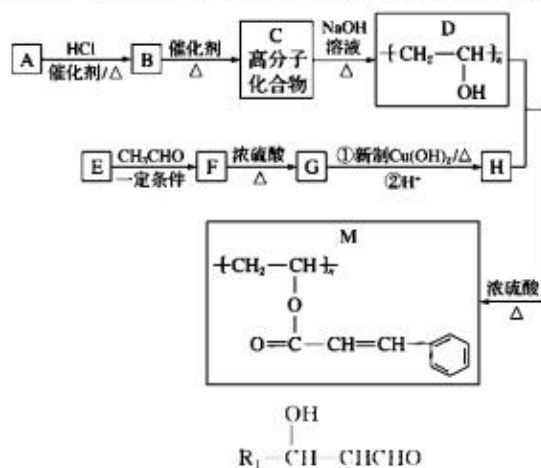 A HCl 催化剂/△ B 催化剂 △ C 高分子 化合物 NaOH 溶液 △ D
⁅CH₂—CH⁆ₙ
OH
E CH₃CHO 一定条件 F 浓硫酸 △ G ①新制Cu(OH)₂/△ ②H⁺ H
M
⁅CH₂—CH⁆ₙ
O
O=C—CH=CH—
浓硫酸
△
OH
R₁—CH—CHCHO